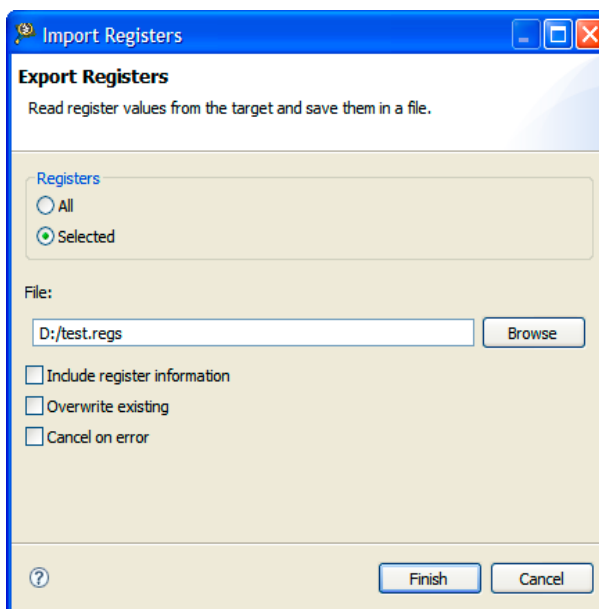 Import Registers
Export Registers
Read register values from the target and save them in a file.
Registers
All
Selected
File:
D:/test.regs
Browse
Include register information
Overwrite existing
Cancel on error
?
Finish
Cancel